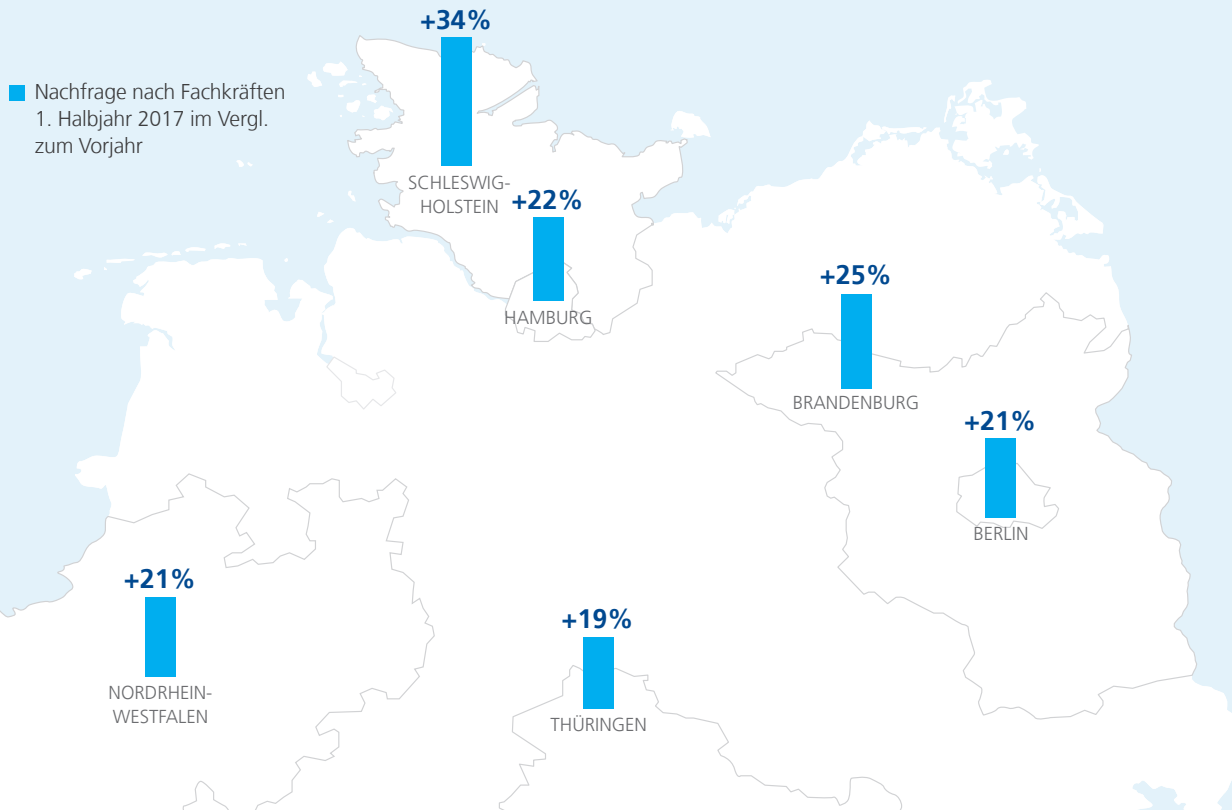 +34%
Nachfrage nach Fachkräften
1. Halbjahr 2017 im Vergl.
zum Vorjahr
SCHLESWIG-
HOLSTEIN
+22%
HAMBURG
+25%
BRANDENBURG
+21%
BERLIN
+21%
NORDRHEIN-
WESTFALEN
+19%
THÜRINGEN